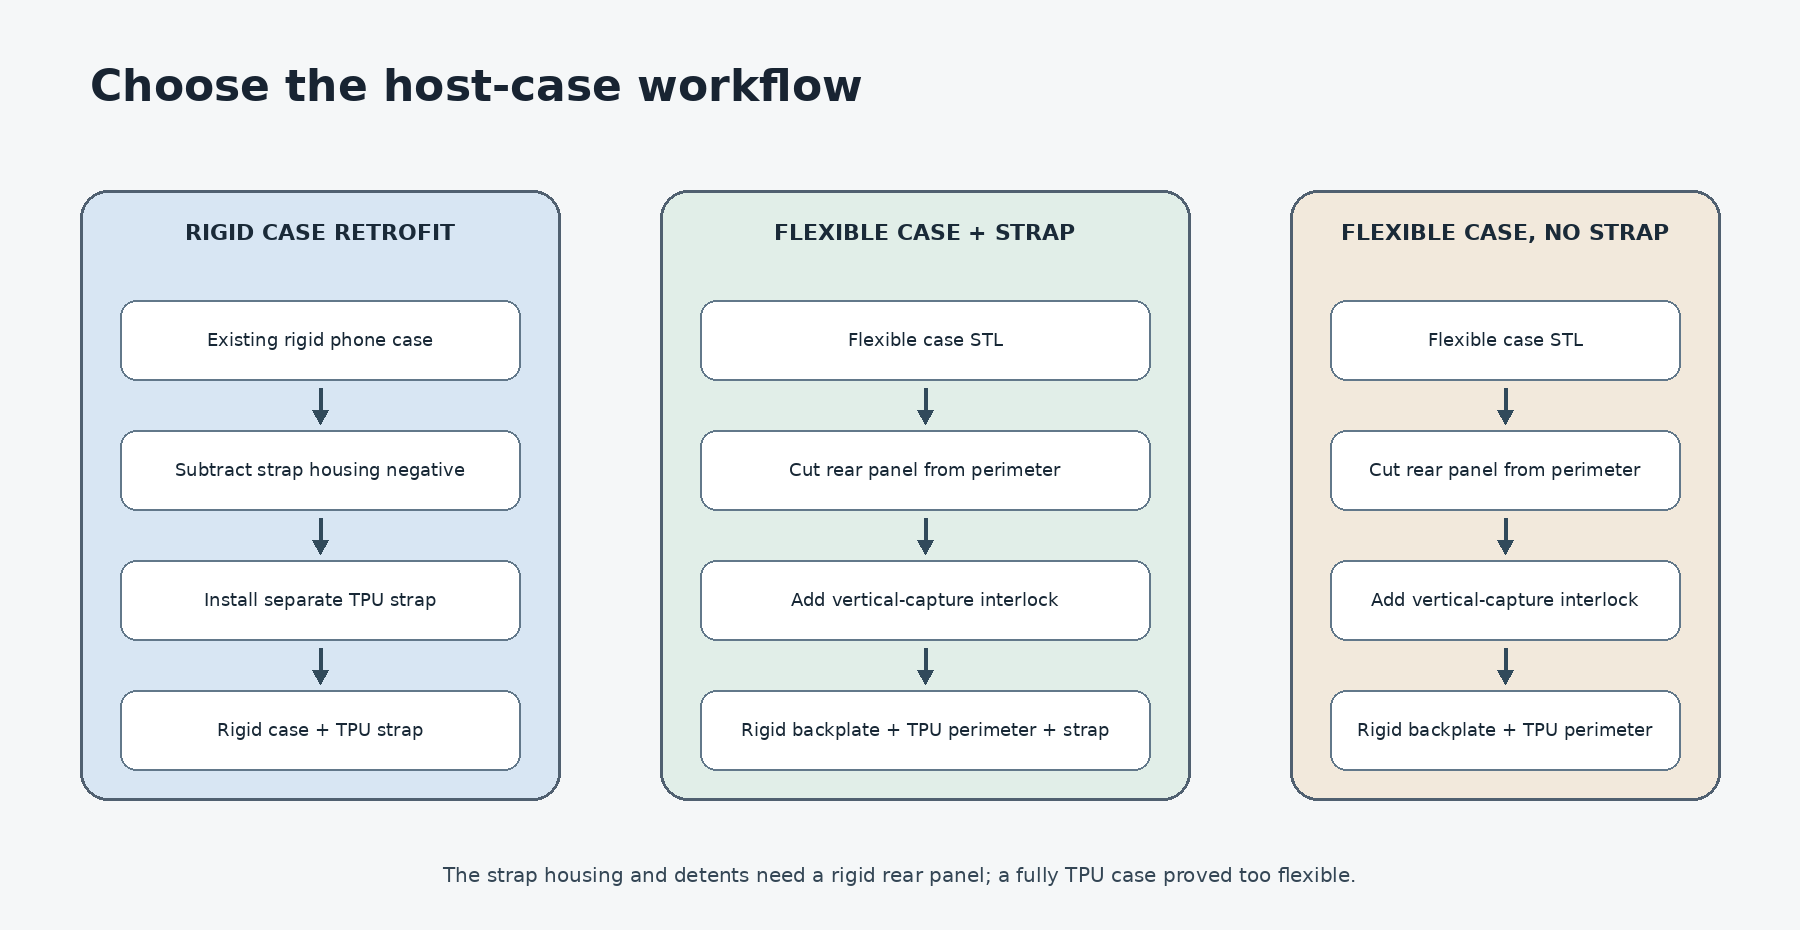 Choose the host-case workflow
RIGID CASE RETROFIT
Existing rigid phone case
Subtract strap housing negative
Install separate TPU strap
Rigid case + TPU strap
FLEXIBLE CASE + STRAP
Flexible case STL
Cut rear panel from perimeter
Add vertical-capture interlock
Rigid backplate + TPU perimeter + strap
FLEXIBLE CASE, NO STRAP
Flexible case STL
Cut rear panel from perimeter
Add vertical-capture interlock
Rigid backplate + TPU perimeter
The strap housing and detents need a rigid rear panel; a fully TPU case proved too flexible.